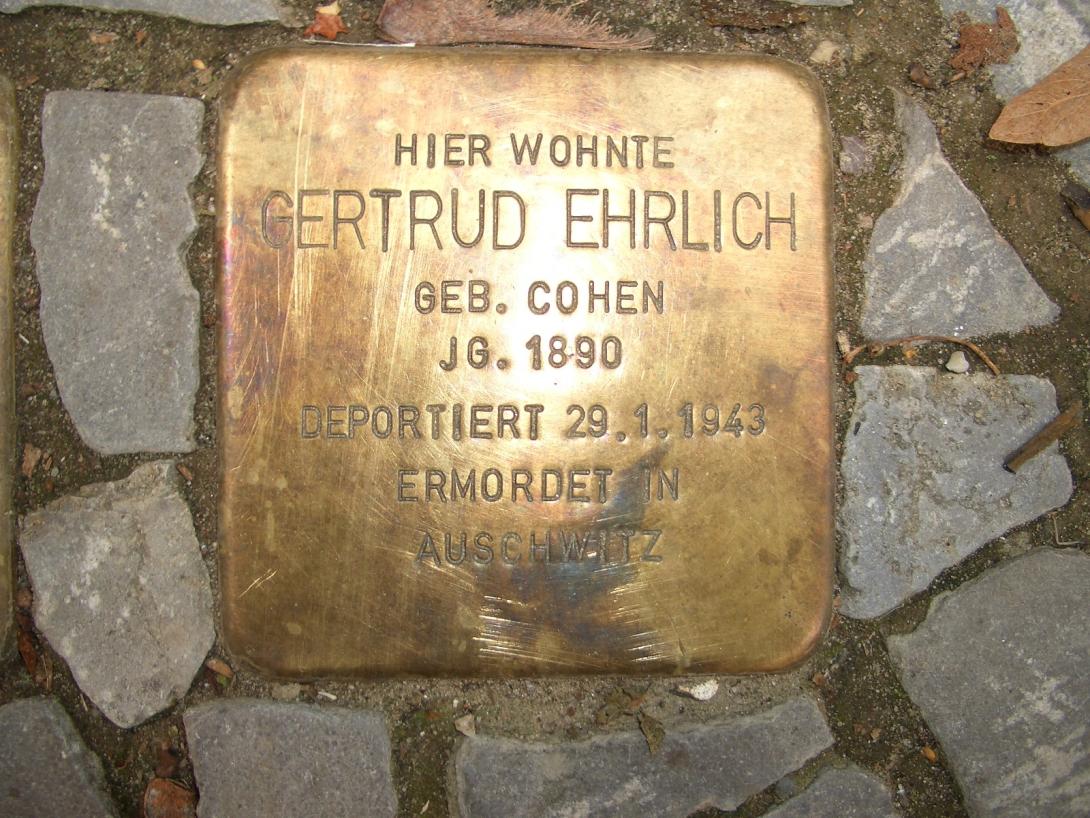 HIER WOHNTE
GERTRUD EHRLICH
GEB. COHEN
JG. 1890
DEPORTIERT 29.1.1943
ERMORDET IN
AUSCHWITZ